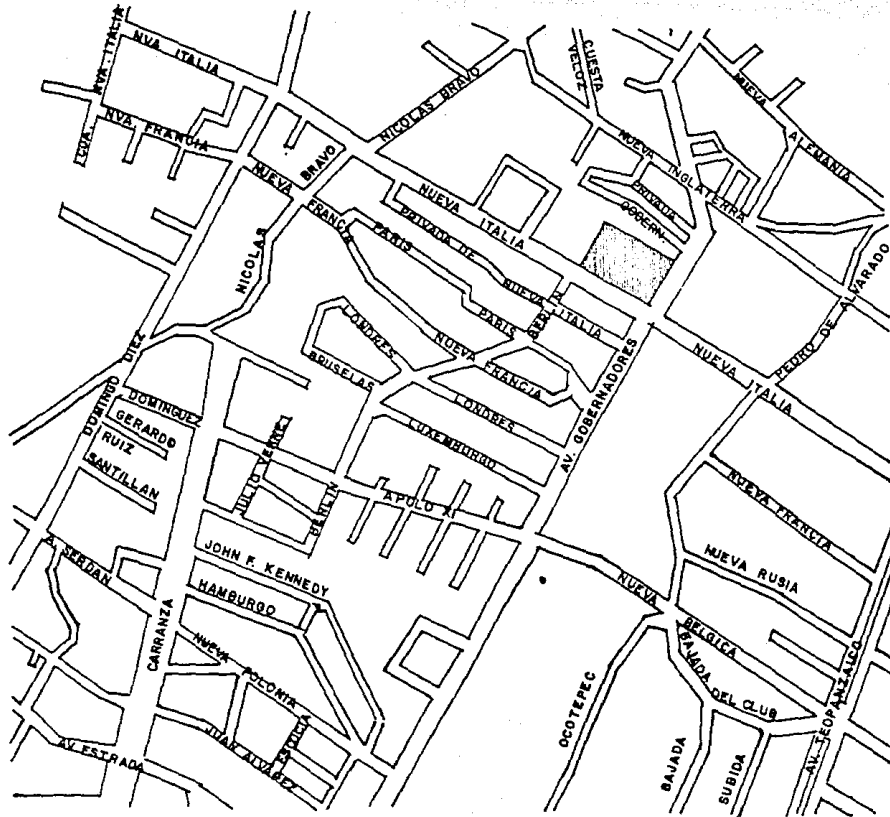 NVA. ITALIA
CDA.
NVA ITALIA
NVA. FRANCIA
NICOLAS BRAVO
CUESTA
VELOZ
NUEVA
ALEMANIA
NUEVA INGLATERRA
PRIVADA
GOBERN.
NUEVA
BRAVO
FRANCIA
NICOLAS
NUEVA ITALIA
PRIVADA DE
NUEVA ITALIA
PARIS
PARIS
BERLIN
PEDRO DE ALVARADO
LONDRES
BRUSELAS
NUEVA
FRANCIA
LONDRES
LUXEMBURGO
AV. GOBERNADORES
NUEVA
ITALIA
DOMINGO DIEZ
DOMINGUEZ
GERARDO
RUIZ
SANTILLAN
JULIO VERNE
BERLIN
APOLO XI
NUEVA FRANCIA
NUEVA RUSIA
A. SERDAN
JOHN F. KENNEDY
HAMBURGO
CARRANZA
NUEVA POLONIA
JUAN ALVAREZ
ESCOCIA
AV. ESTRADA
NUEVA
BELGICA
BAJADA DEL CLUB
OCOTEPEC
BAJADA
SUBIDA
AV. TEOPANZALCO